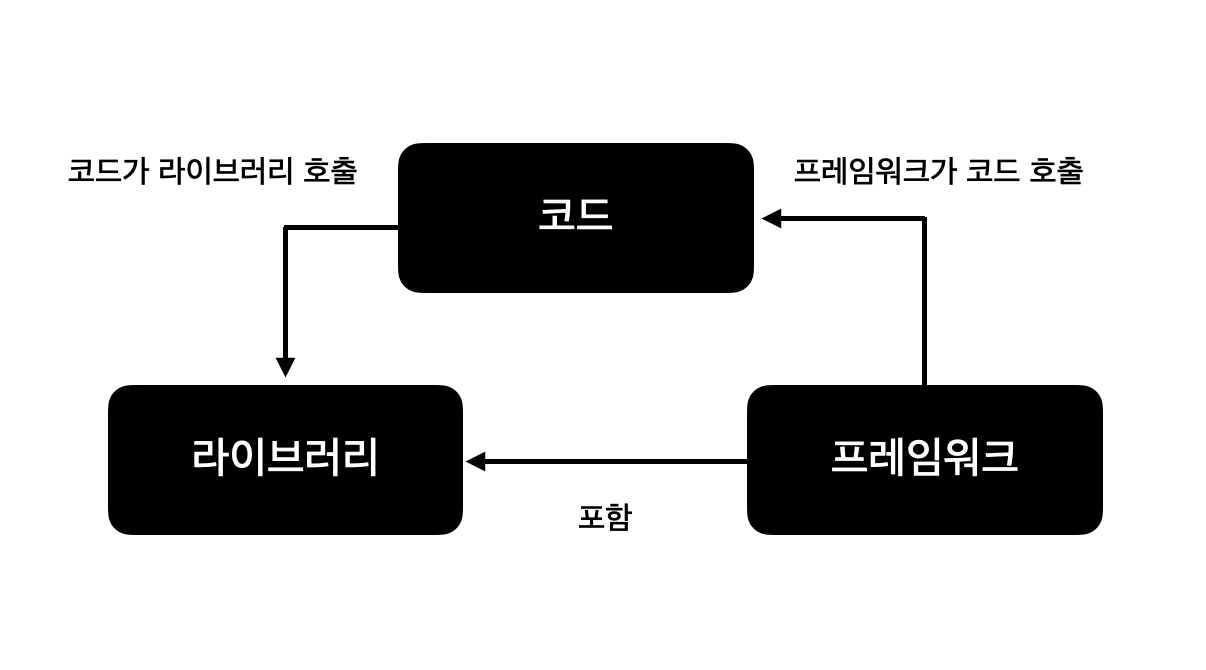 코드가 라이브러리 호출
코드
프레임워크가 코드 호출
라이브러리
프레임워크
포함